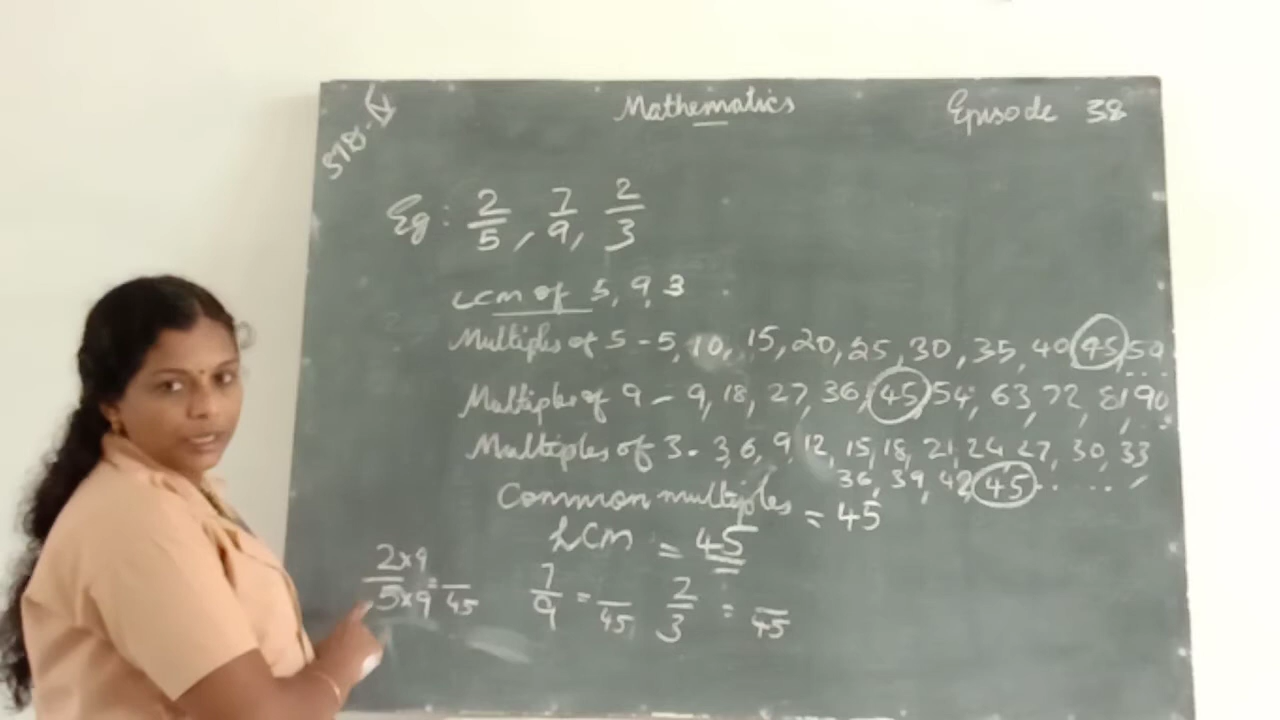 STD-IV
Mathematics
Episode 38
Eg: 2/5, 7/9, 2/3
LCM of 5, 9, 3
Multiples of 5 - 5, 10, 15, 20, 25, 30, 35, 40 45, 50 ...
Multiples of 9 - 9, 18, 27, 36, 45, 54, 63, 72, 81, 90 ...
Multiples of 3 - 3, 6, 9, 12, 15, 18, 21, 24, 27, 30, 33
36, 39, 42, 45 ......
Common multiples = 45
LCM = 45
2×9/5×9 = /45 7/9 = /45 2/3 = /45